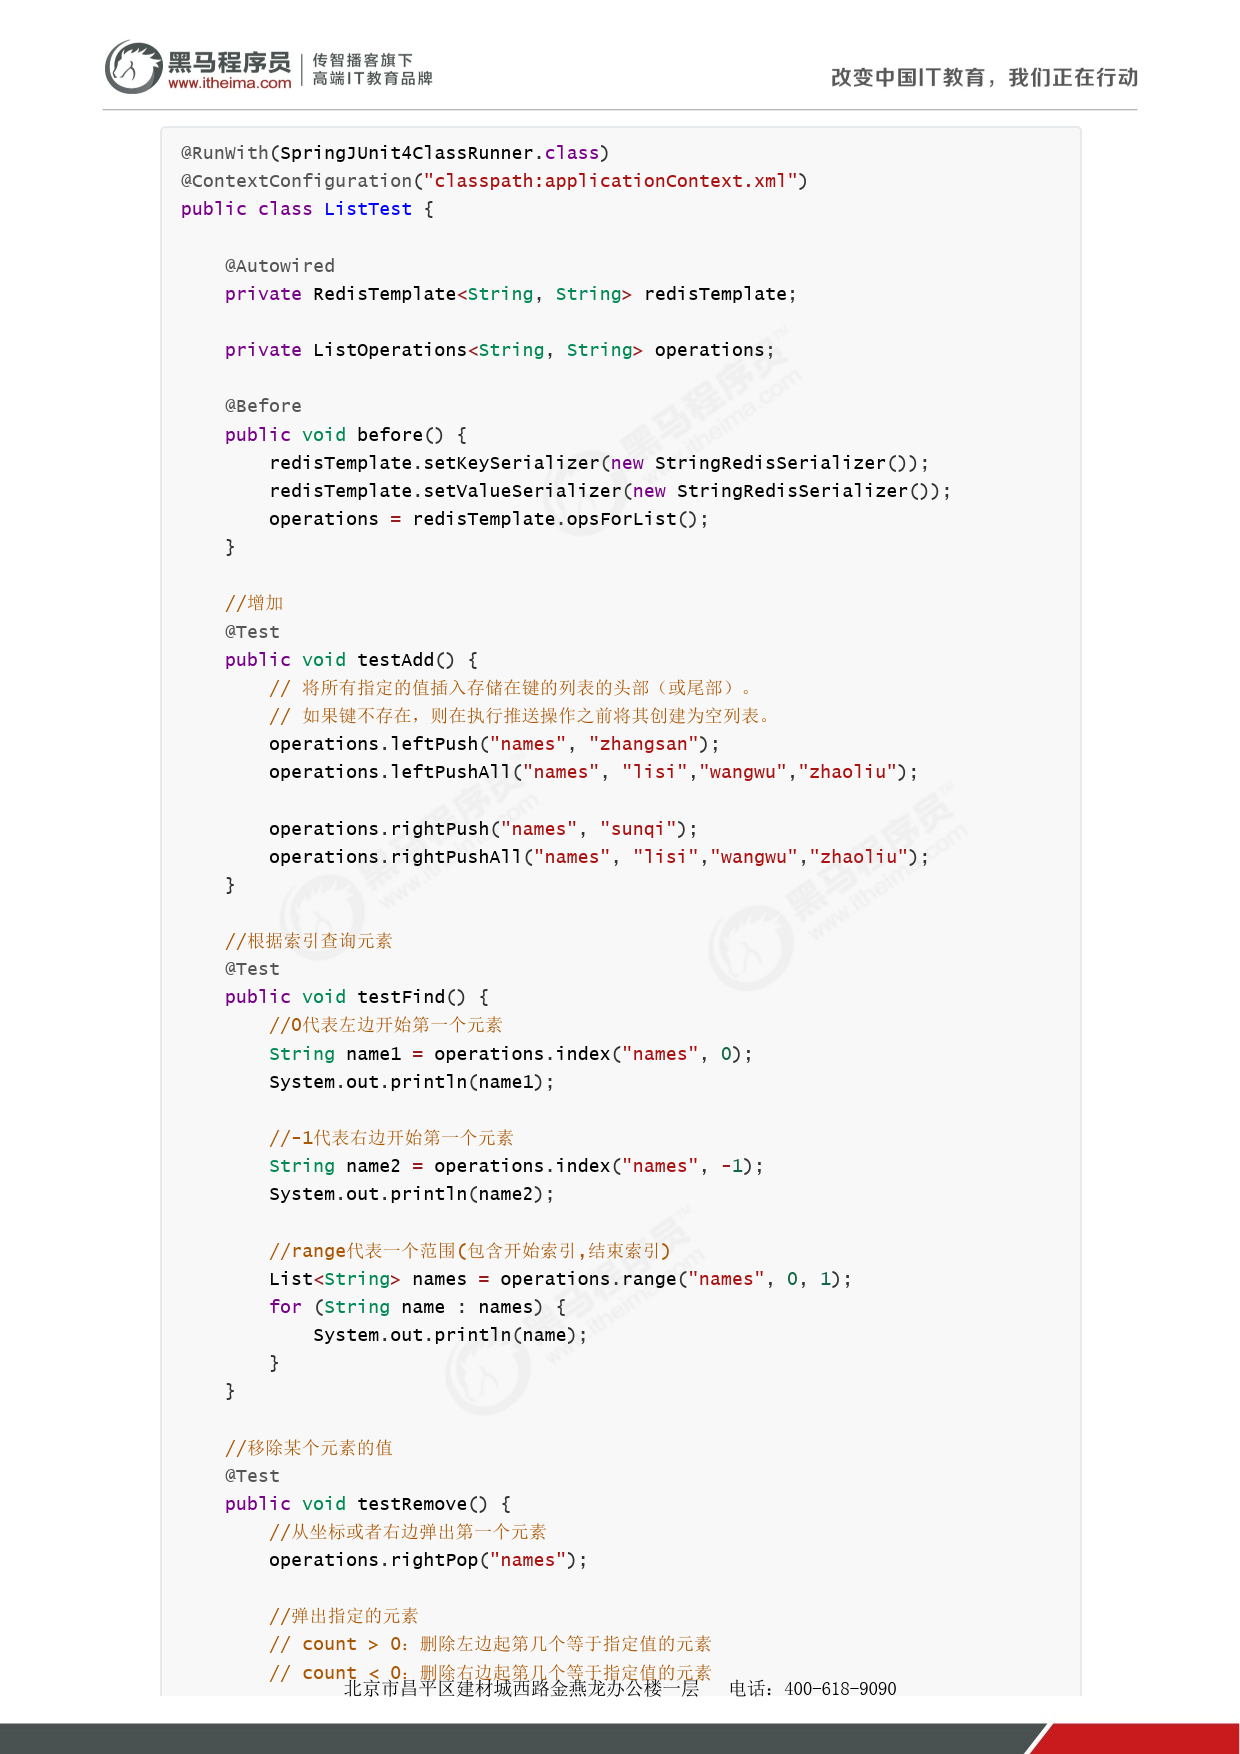 黑马程序员
www.itheima.com
传智播客旗下
高端IT教育品牌
改变中国IT教育，我们正在行动
@RunWith(SpringJUnit4ClassRunner.class)
@ContextConfiguration("classpath:applicationContext.xml")
public class ListTest {
@Autowired
private RedisTemplate<String, String> redisTemplate;
private ListOperations<String, String> operations;
@Before
public void before() {
redisTemplate.setKeySerializer(new StringRedisSerializer());
redisTemplate.setValueSerializer(new StringRedisSerializer());
operations = redisTemplate.opsForList();
}
//增加
@Test
public void testAdd() {
// 将所有指定的值插入存储在键的列表的头部（或尾部）。
// 如果键不存在，则在执行推送操作之前将其创建为空列表。
operations.leftPush("names", "zhangsan");
operations.leftPushAll("names", "lisi","wangwu","zhaoliu");
operations.rightPush("names", "sunqi");
operations.rightPushAll("names", "lisi","wangwu","zhaoliu");
}
//根据索引查询元素
@Test
public void testFind() {
//0代表左边开始第一个元素
String name1 = operations.index("names", 0);
System.out.println(name1);
//-1代表右边开始第一个元素
String name2 = operations.index("names", -1);
System.out.println(name2);
//range代表一个范围(包含开始索引,结束索引)
List<String> names = operations.range("names", 0, 1);
for (String name : names) {
System.out.println(name);
}
}
//移除某个元素的值
@Test
public void testRemove() {
//从坐标或者右边弹出第一个元素
operations.rightPop("names");
//弹出指定的元素
// count > 0：删除左边起第几个等于指定值的元素
// count < 0：删除右边起第几个等于指定值的元素
北京市昌平区建材城西路金燕龙办公楼一层 电话：400-618-9090